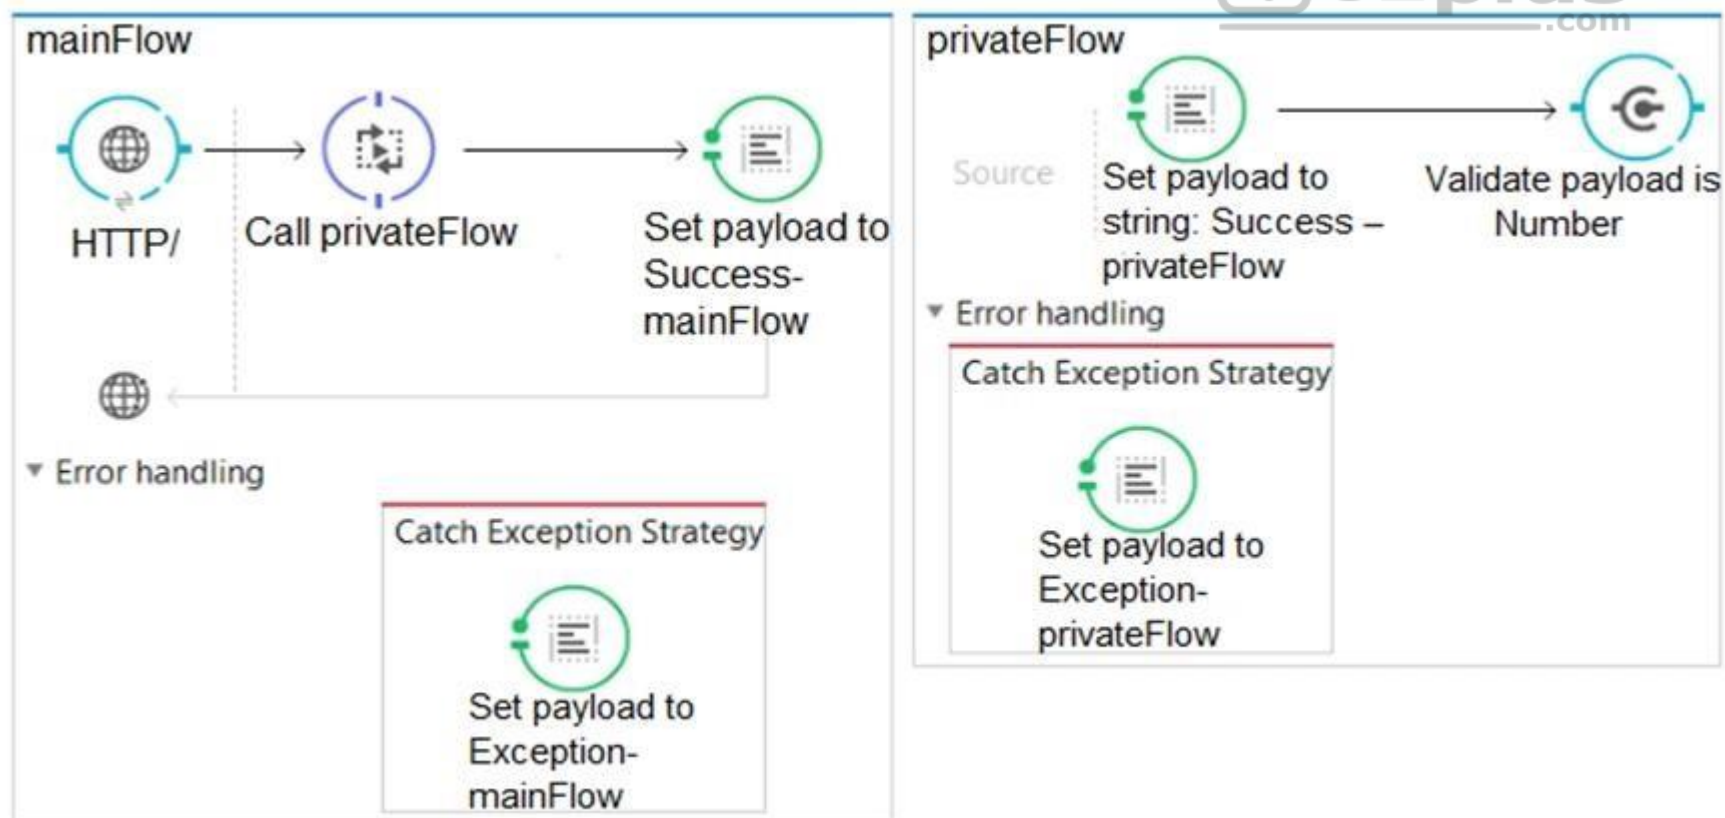 mainFlow
HTTP/
Call privateFlow
Set payload to
Success-
mainFlow
▼ Error handling
Catch Exception Strategy
Set payload to
Exception-
mainFlow
.com
privateFlow
Source
Set payload to
string: Success –
privateFlow
Validate payload is
Number
▼ Error handling
Catch Exception Strategy
Set payload to
Exception-
privateFlow